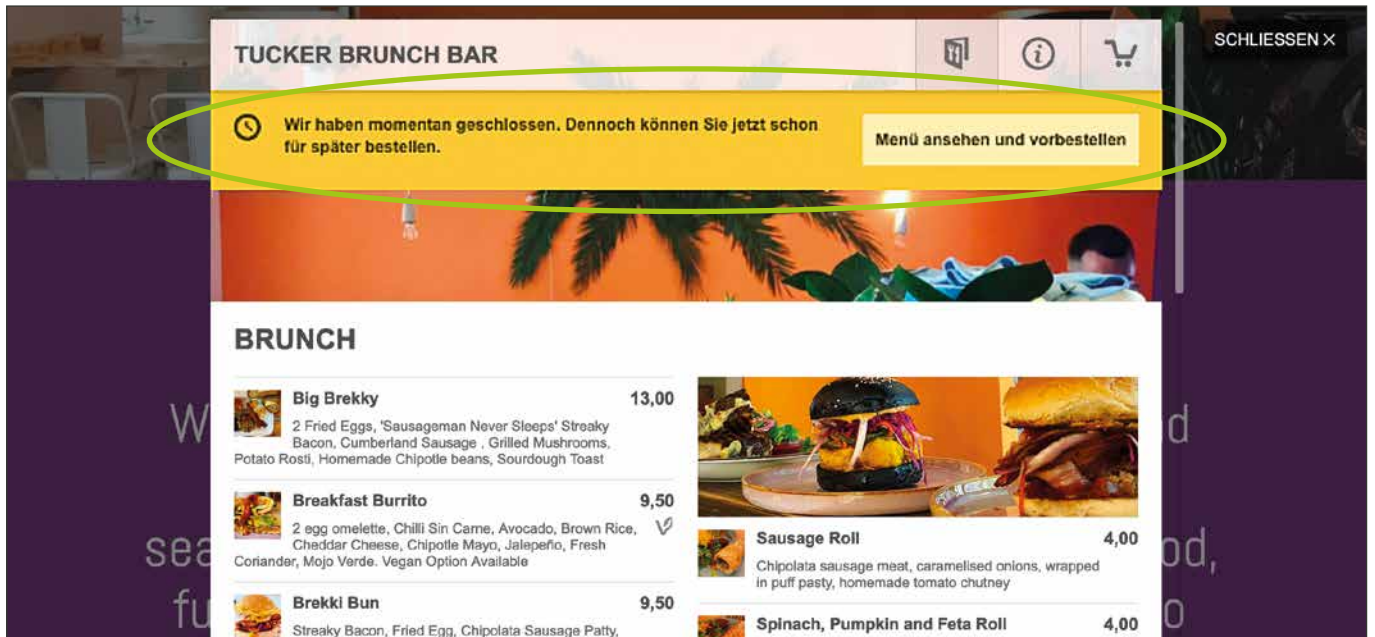 TUCKER BRUNCH BAR
SCHLIESSEN ×
Wir haben momentan geschlossen. Dennoch können Sie jetzt schon
für später bestellen.
Menü ansehen und vorbestellen
BRUNCH
Big Brekky 13,00
2 Fried Eggs, 'Sausageman Never Sleeps' Streaky
Bacon, Cumberland Sausage , Grilled Mushrooms,
Potato Rosti, Homemade Chipotle beans, Sourdough Toast
Breakfast Burrito 9,50
2 egg omelette, Chilli Sin Carne, Avocado, Brown Rice,
Cheddar Cheese, Chipotle Mayo, Jalepeño, Fresh
Coriander, Mojo Verde. Vegan Option Available
Brekki Bun 9,50
Streaky Bacon, Fried Egg, Chipolata Sausage Patty,
Sausage Roll 4,00
Chipolata sausage meat, caramelised onions, wrapped
in puff pasty, homemade tomato chutney
Spinach, Pumpkin and Feta Roll 4,00